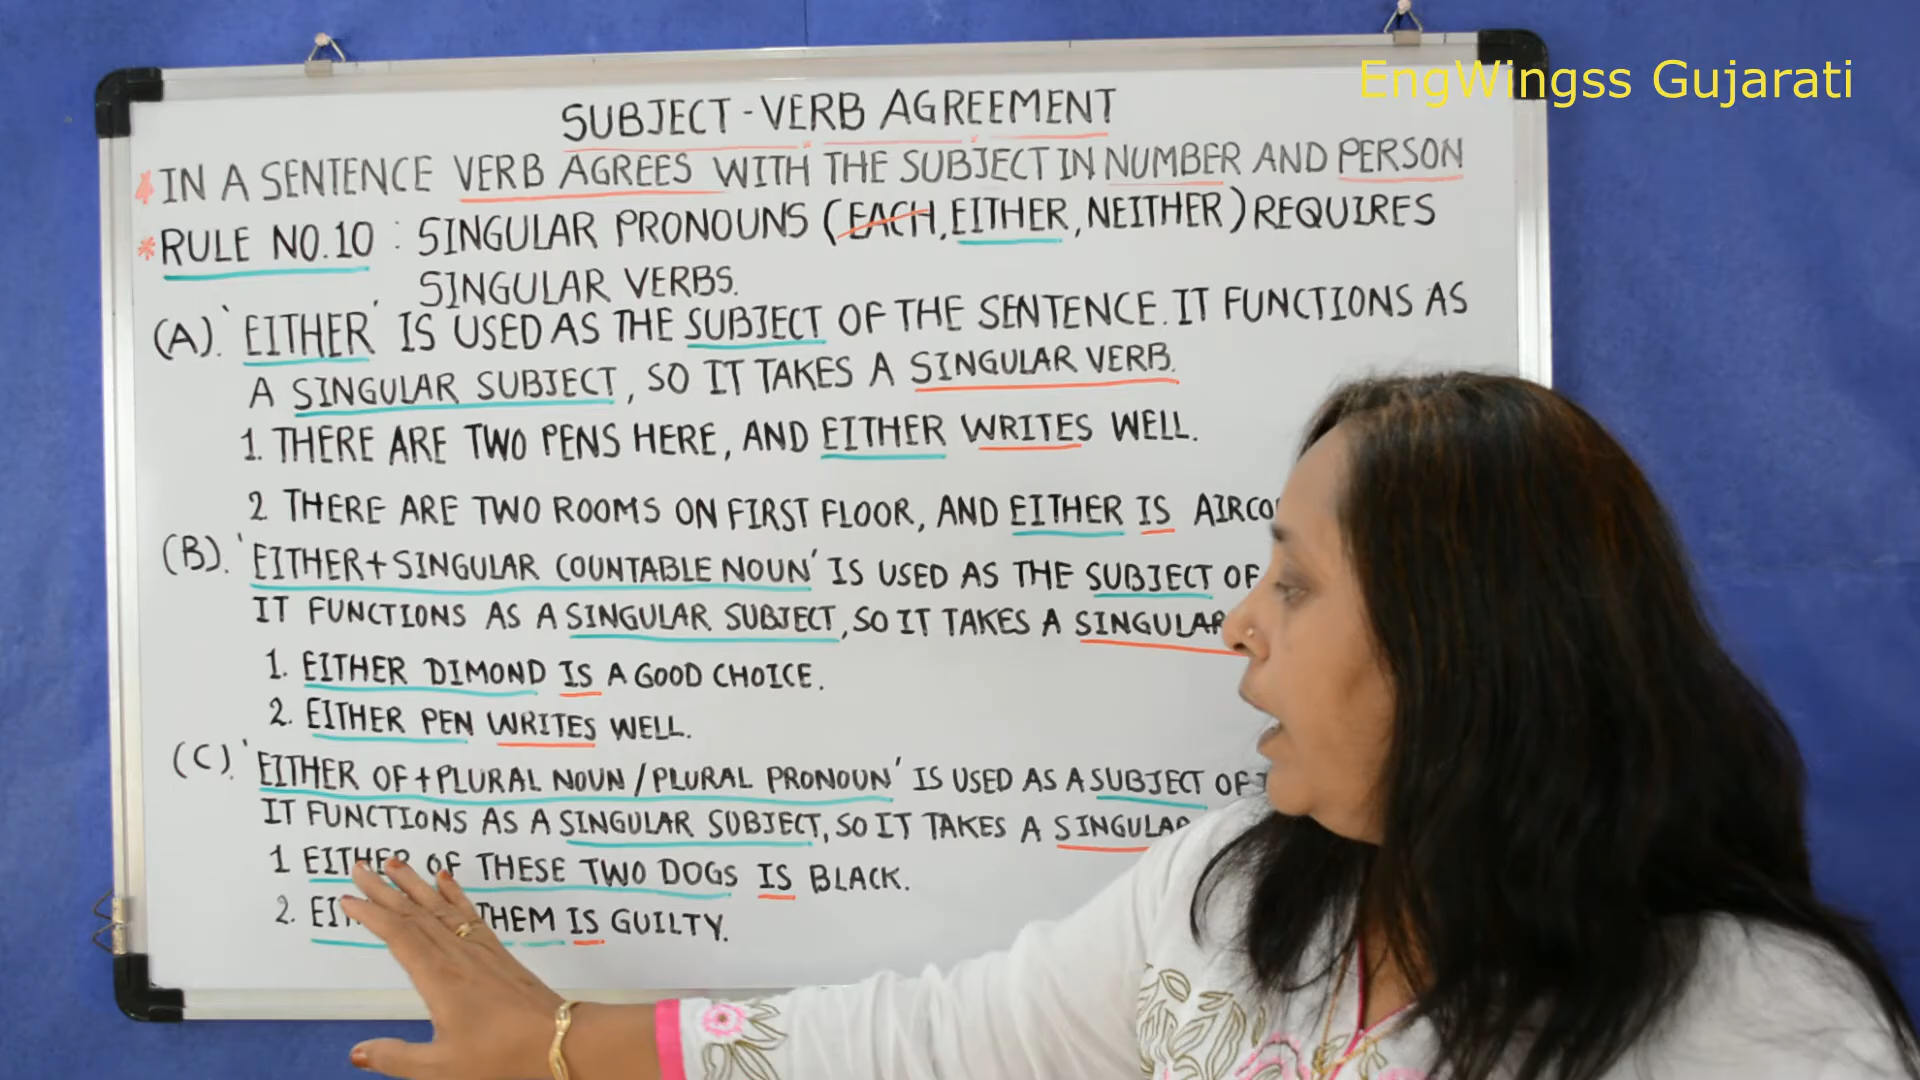 EngWingss Gujarati
SUBJECT-VERB AGREEMENT
* IN A SENTENCE VERB AGREES WITH THE SUBJECT IN NUMBER AND PERSON
* RULE NO.10 : SINGULAR PRONOUNS (EACH, EITHER, NEITHER) REQUIRES
SINGULAR VERBS.
(A). 'EITHER' IS USED AS THE SUBJECT OF THE SENTENCE. IT FUNCTIONS AS
A SINGULAR SUBJECT, SO IT TAKES A SINGULAR VERB.
1. THERE ARE TWO PENS HERE, AND EITHER WRITES WELL.
2 THERE ARE TWO ROOMS ON FIRST FLOOR, AND EITHER IS
(B). 'EITHER+SINGULAR COUNTABLE NOUN' IS USED AS THE SUBJECT OF
IT FUNCTIONS AS A SINGULAR SUBJECT, SO IT TAKES A SINGULAR
1. EITHER DIMOND IS A GOOD CHOICE.
2. EITHER PEN WRITES WELL.
(C). 'EITHER OF+PLURAL NOUN/PLURAL PRONOUN' IS USED AS A SUBJECT OF
IT FUNCTIONS AS A SINGULAR SUBJECT, SO IT TAKES A SINGULAR
1 EITHER OF THESE TWO DOGS IS BLACK.
2. THEM IS GUILTY.